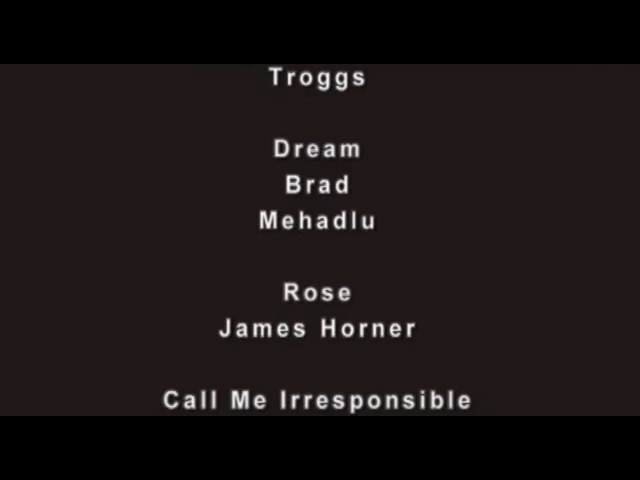 Troggs
Dream
Brad
Mehadlu
Rose
James Horner
Call Me Irresponsible